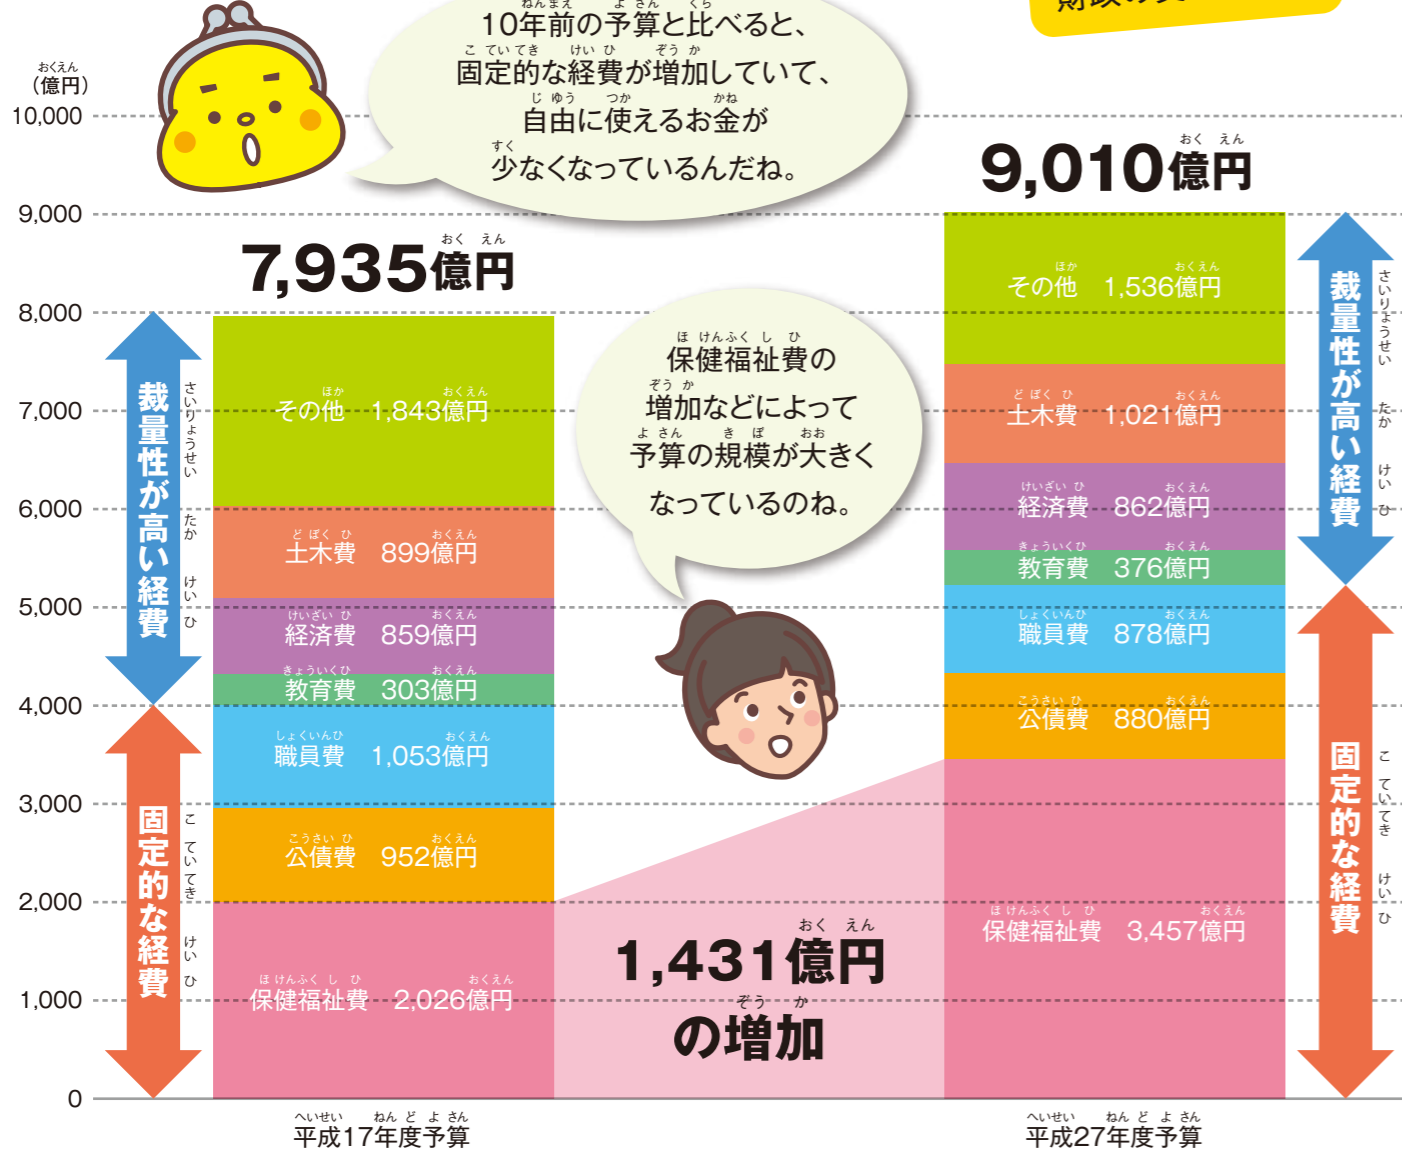 10年前の予算と比べると、
固定的な経費が増加していて、
自由に使えるお金が
少なくなっているんだね。
(億円)
10,000
9,000
8,000
7,000
6,000
5,000
4,000
3,000
2,000
1,000
0
7,935億円
その他 1,843億円
土木費 899億円
経済費 859億円
教育費 303億円
職員費 1,053億円
公債費 952億円
保健福祉費 2,026億円
裁量性が高い経費
固定的な経費
平成17年度予算
保健福祉費の
増加などによって
予算の規模が大きく
なっているのね。
1,431億円
の増加
9,010億円
その他 1,536億円
土木費 1,021億円
経済費 862億円
教育費 376億円
職員費 878億円
公債費 880億円
保健福祉費 3,457億円
裁量性が高い経費
固定的な経費
平成27年度予算